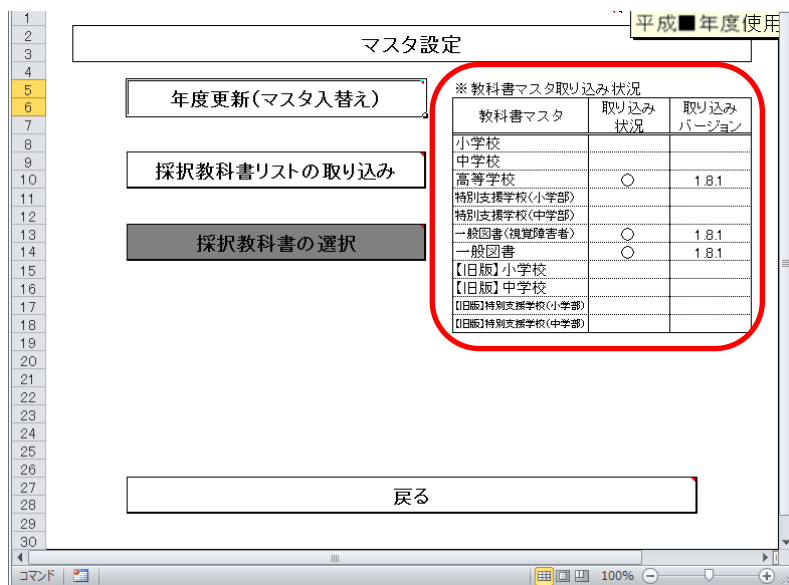 平成■年度使用
マスタ設定
年度更新(マスタ入替え)
採択教科書リストの取り込み
採択教科書の選択
※教科書マスタ取り込み状況
教科書マスタ 取り込み状況 取り込みバージョン
小学校
中学校
高等学校 ○ 1.8.1
特別支援学校(小学部)
特別支援学校(中学部)
一般図書(視覚障害者) ○ 1.8.1
一般図書 ○ 1.8.1
【旧版】小学校
【旧版】中学校
【旧版】特別支援学校(小学部)
【旧版】特別支援学校(中学部)
戻る
1
2
3
4
5
6
7
8
9
10
11
12
13
14
15
16
17
18
19
20
21
22
23
24
25
26
27
28
29
30
コマンド 100%